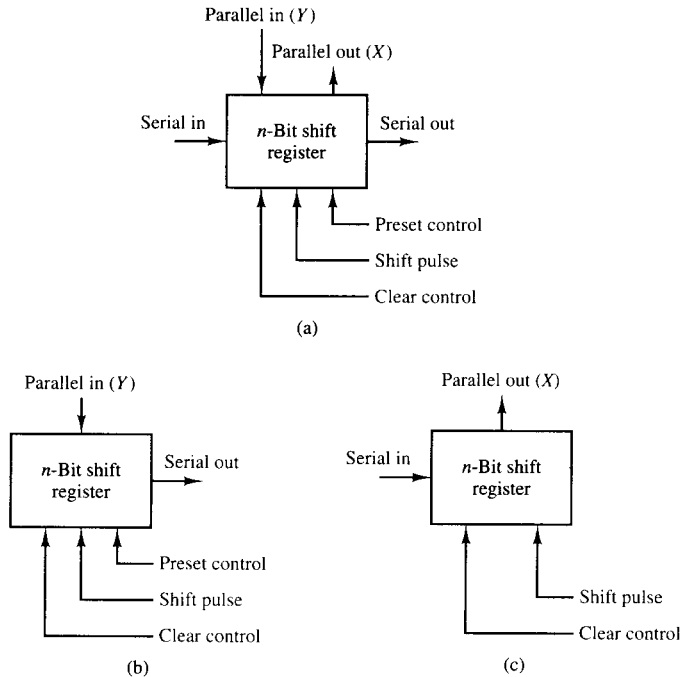 Parallel in (Y)
Parallel out (X)
Serial in
n-Bit shift
register
Serial out
Preset control
Shift pulse
Clear control
(a)
Parallel in (Y)
n-Bit shift
register
Serial out
Preset control
Shift pulse
Clear control
(b)
Parallel out (X)
Serial in
n-Bit shift
register
Shift pulse
Clear control
(c)